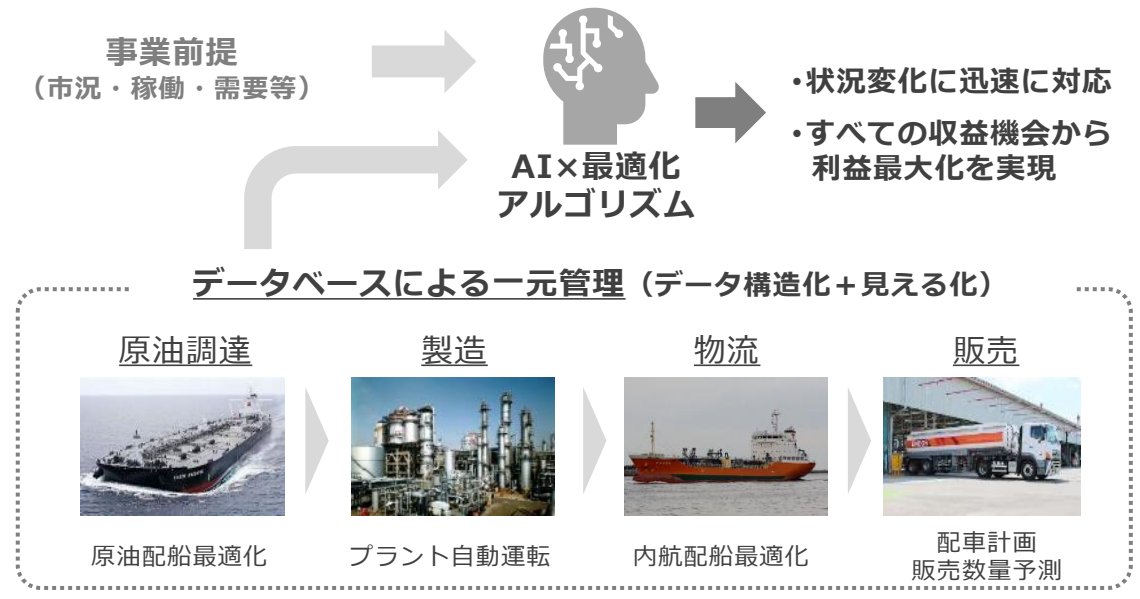 事業前提
（市況・稼働・需要等）
AI×最適化
アルゴリズム
・状況変化に迅速に対応
・すべての収益機会から
利益最大化を実現
データベースによる一元管理（データ構造化＋見える化）
原油調達
製造
物流
販売
原油配船最適化
プラント自動運転
内航配船最適化
配車計画
販売数量予測